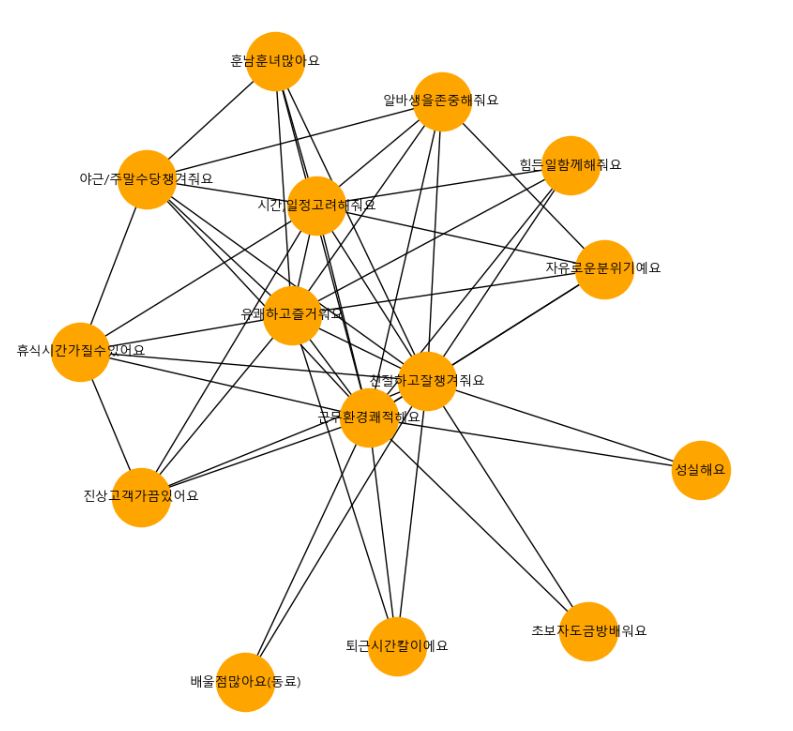 훈남훈녀많아요
알바생을존중해줘요
힘든일함께해줘요
야근/주말수당챙겨줘요
시간,일정고려해줘요
자유로운분위기예요
유쾌하고즐거워요
휴식시간가질수있어요
친절하고잘챙겨줘요
근무환경쾌적해요
성실해요
진상고객가끔있어요
초보자도금방배워요
퇴근시간칼이에요
배울점많아요(동료)